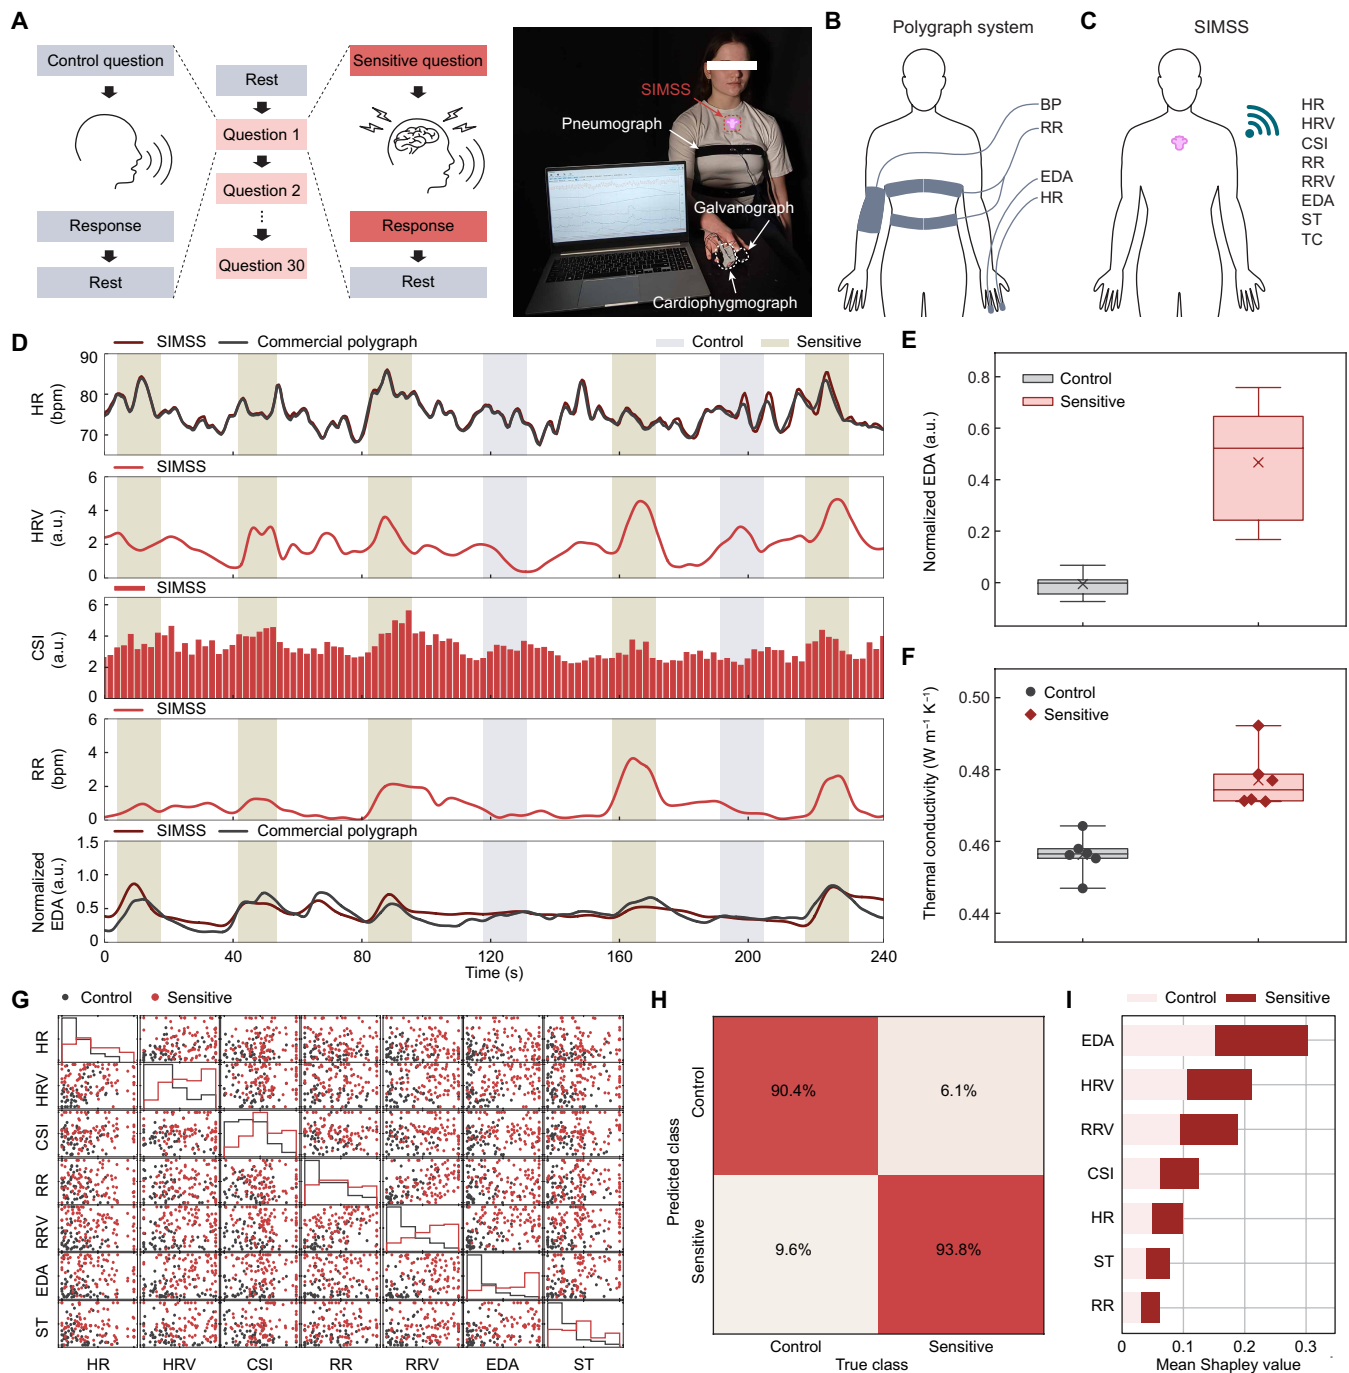 A
Control question
Response
Rest
Rest
Question 1
Question 2
Question 30
Sensitive question
Response
Rest
SIMSS
Pneumograph
Galvanograph
Cardiophygmograph
B
Polygraph system
BP
RR
EDA
HR
C
SIMSS
HR
HRV
CSI
RR
RRV
EDA
ST
TC
D
SIMSS
Commercial polygraph
Control
Sensitive
HR
(bpm)
90
80
70
SIMSS
HRV
(a.u.)
6
4
2
0
SIMSS
CSI
(a.u.)
6
4
2
0
SIMSS
RR
(bpm)
6
4
2
0
SIMSS
Commercial polygraph
Normalized
EDA (a.u.)
1.5
1.0
0.5
0
0 40 80 120 160 200 240
Time (s)
E
Control
Sensitive
Normalized EDA (a.u.)
0.8
0.6
0.4
0.2
0
F
Control
Sensitive
Thermal conductivity (W m⁻¹ K⁻¹)
0.50
0.48
0.46
0.44
G
Control
Sensitive
HR
HRV
CSI
RR
RRV
EDA
ST
HR HRV CSI RR RRV EDA ST
H
Predicted class
Control
Sensitive
90.4%
6.1%
9.6%
93.8%
Control
Sensitive
True class
I
Control
Sensitive
EDA
HRV
RRV
CSI
HR
ST
RR
0 0.1 0.2 0.3
Mean Shapley value